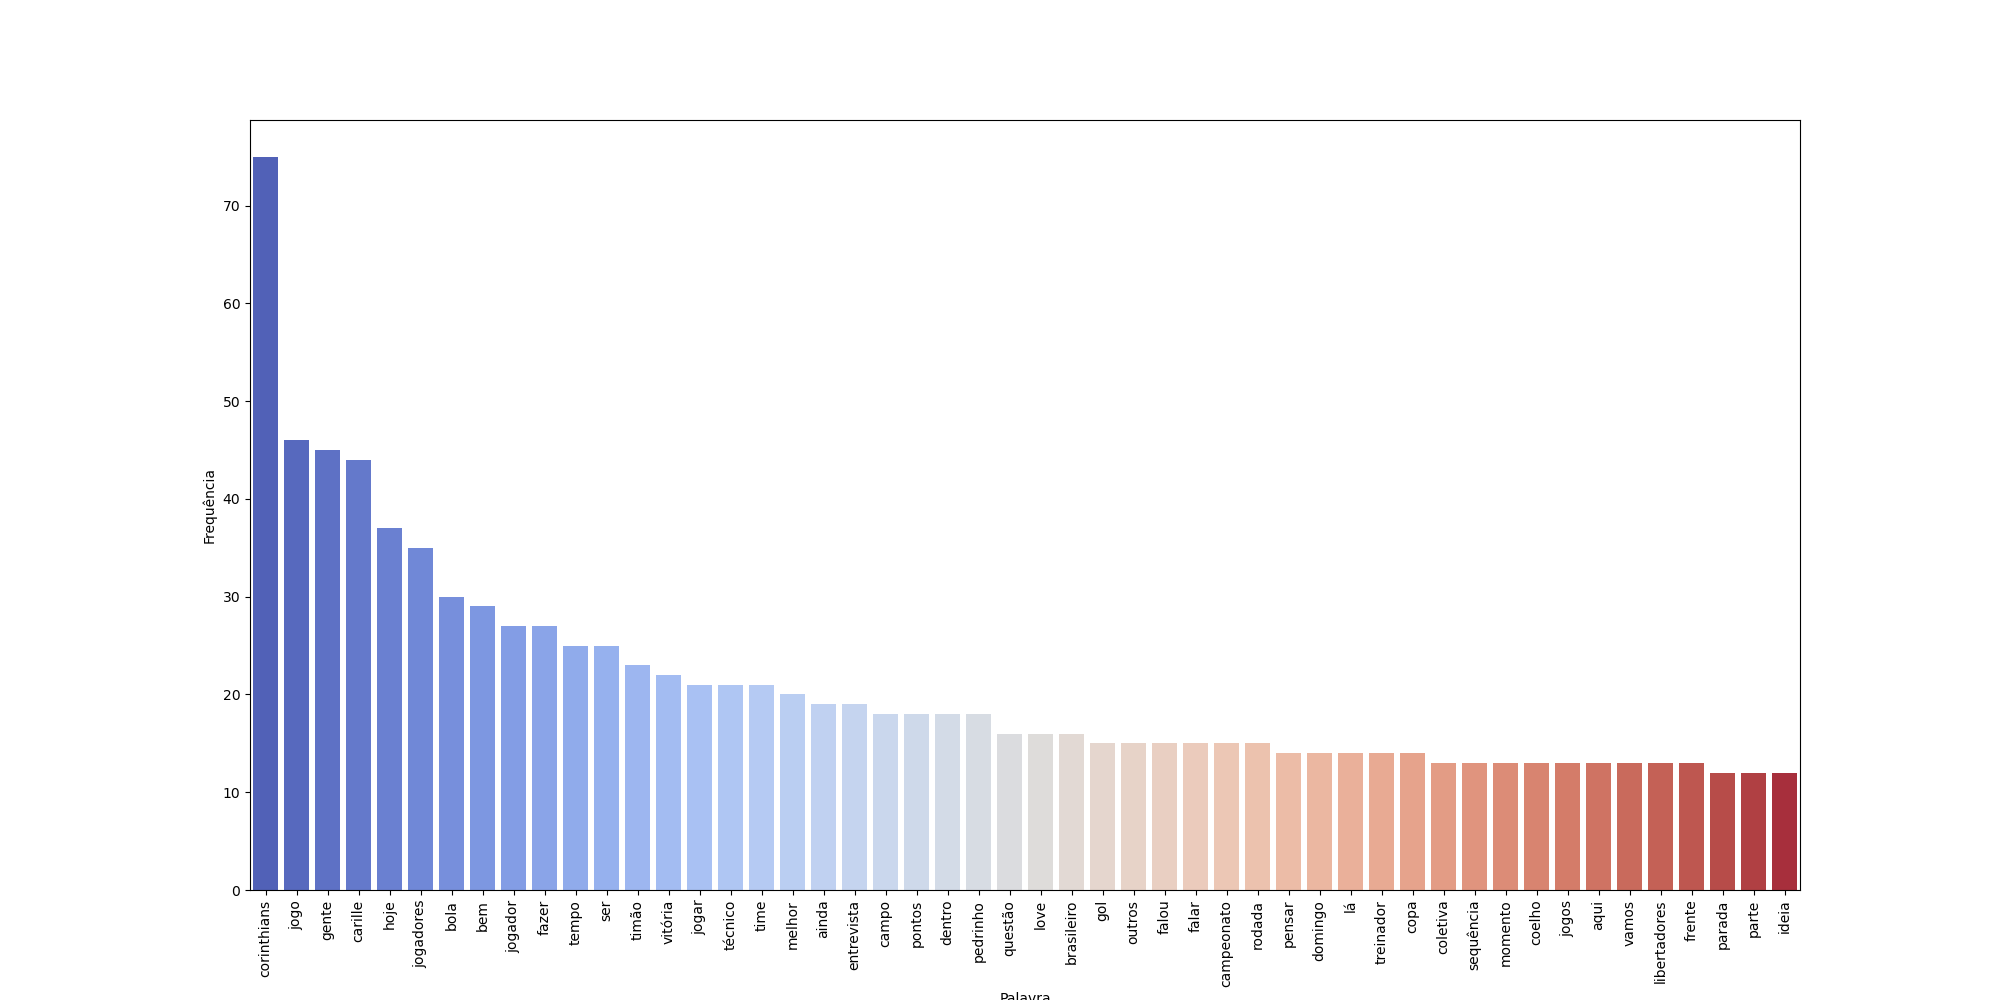 Frequência
70
60
50
40
30
20
10
0
corinthians
jogo
gente
carille
hoje
jogadores
bola
bem
jogador
fazer
tempo
ser
timão
vitória
jogar
técnico
time
melhor
ainda
entrevista
campo
pontos
dentro
pedrinho
questão
love
brasileiro
gol
outros
falou
falar
campeonato
rodada
pensar
domingo
lá
treinador
copa
coletiva
sequência
momento
coelho
jogos
aqui
vamos
libertadores
frente
parada
parte
ideia
Palavra